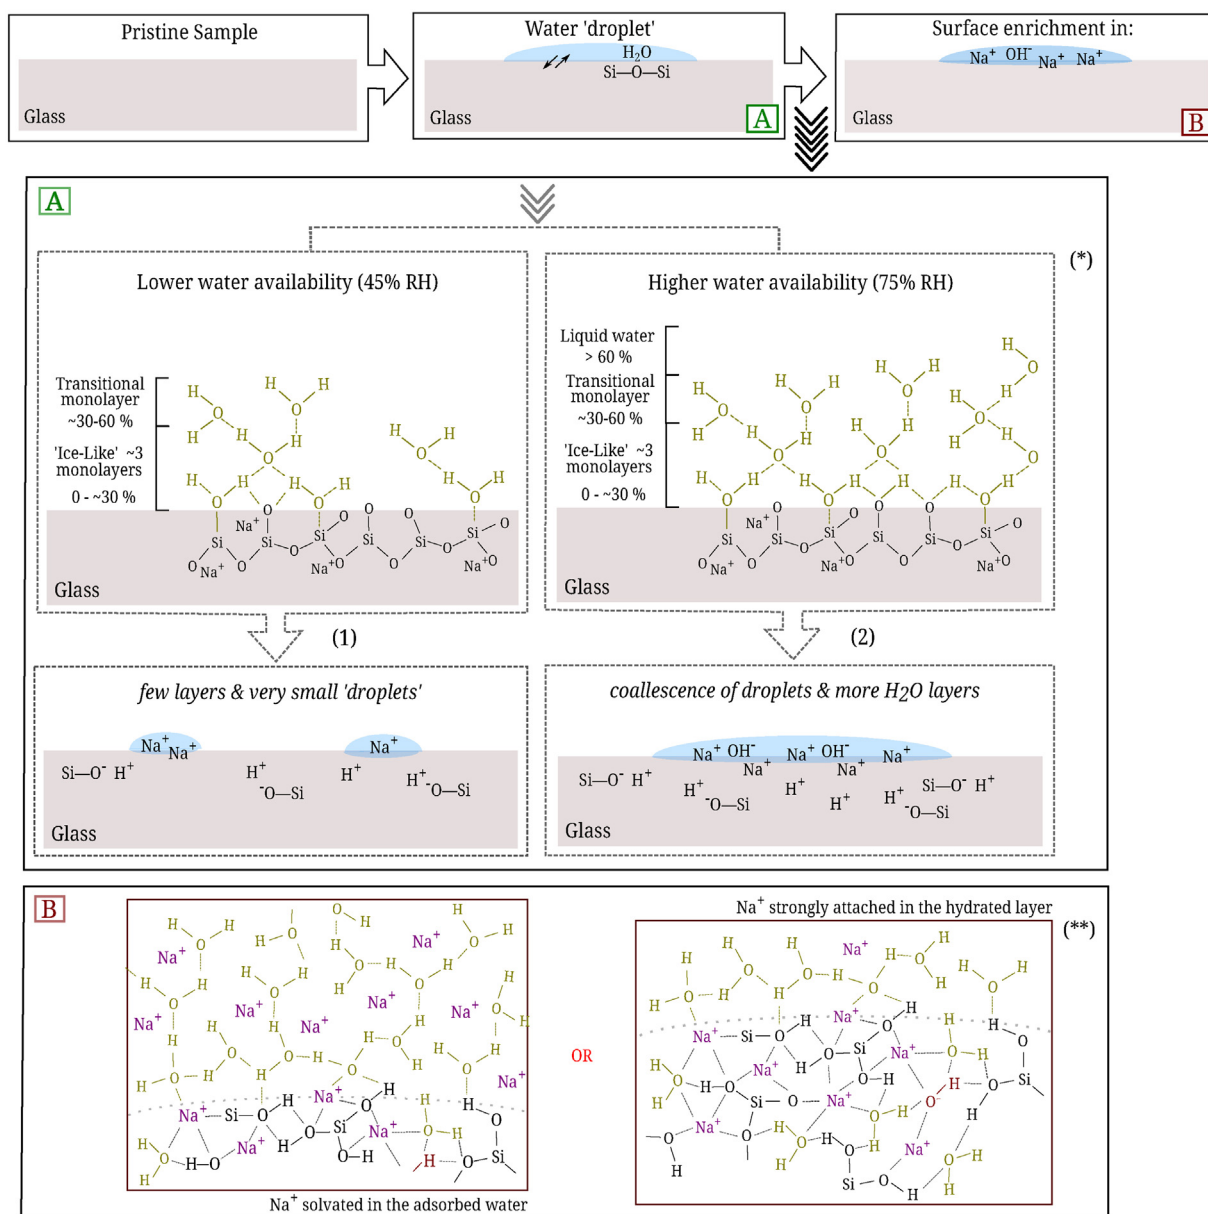 Pristine Sample
Glass
Water 'droplet'
H₂O
Si—O—Si
Glass
A
Surface enrichment in:
Na⁺ OH⁻ Na⁺ Na⁺
Glass
B
A
(*)
Lower water availability (45% RH)
Transitional
monolayer
~30-60 %
'Ice-Like' ~3
monolayers
0 - ~30 %
Glass
Higher water availability (75% RH)
Liquid water
> 60 %
Transitional
monolayer
~30-60 %
'Ice-Like' ~3
monolayers
0 - ~30 %
Glass
(1)
(2)
few layers & very small 'droplets'
Na⁺ Na⁺ Na⁺
Si—O⁻ H⁺ H⁺ ⁻O—Si H⁺ H⁺ ⁻O—Si
Glass
coallescence of droplets & more H₂O layers
Na⁺ OH⁻ Na⁺ OH⁻ Na⁺
Na⁺ Na⁺
Si—O⁻ H⁺ H⁺ ⁻O—Si H⁺ H⁺ H⁺ Si—O⁻ H⁺
⁻O—Si
Glass
B
Na⁺ solvated in the adsorbed water
OR
Na⁺ strongly attached in the hydrated layer
(**)